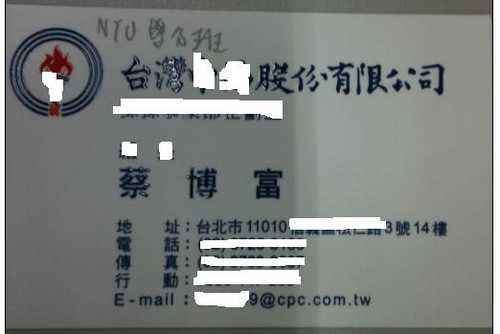 NTU 學分班
台灣 股份有限公司
蔡博富
地 址：台北市11010 3號14樓
電 話：
傳 真：
行 動：
E-mail： 9@cpc.com.tw